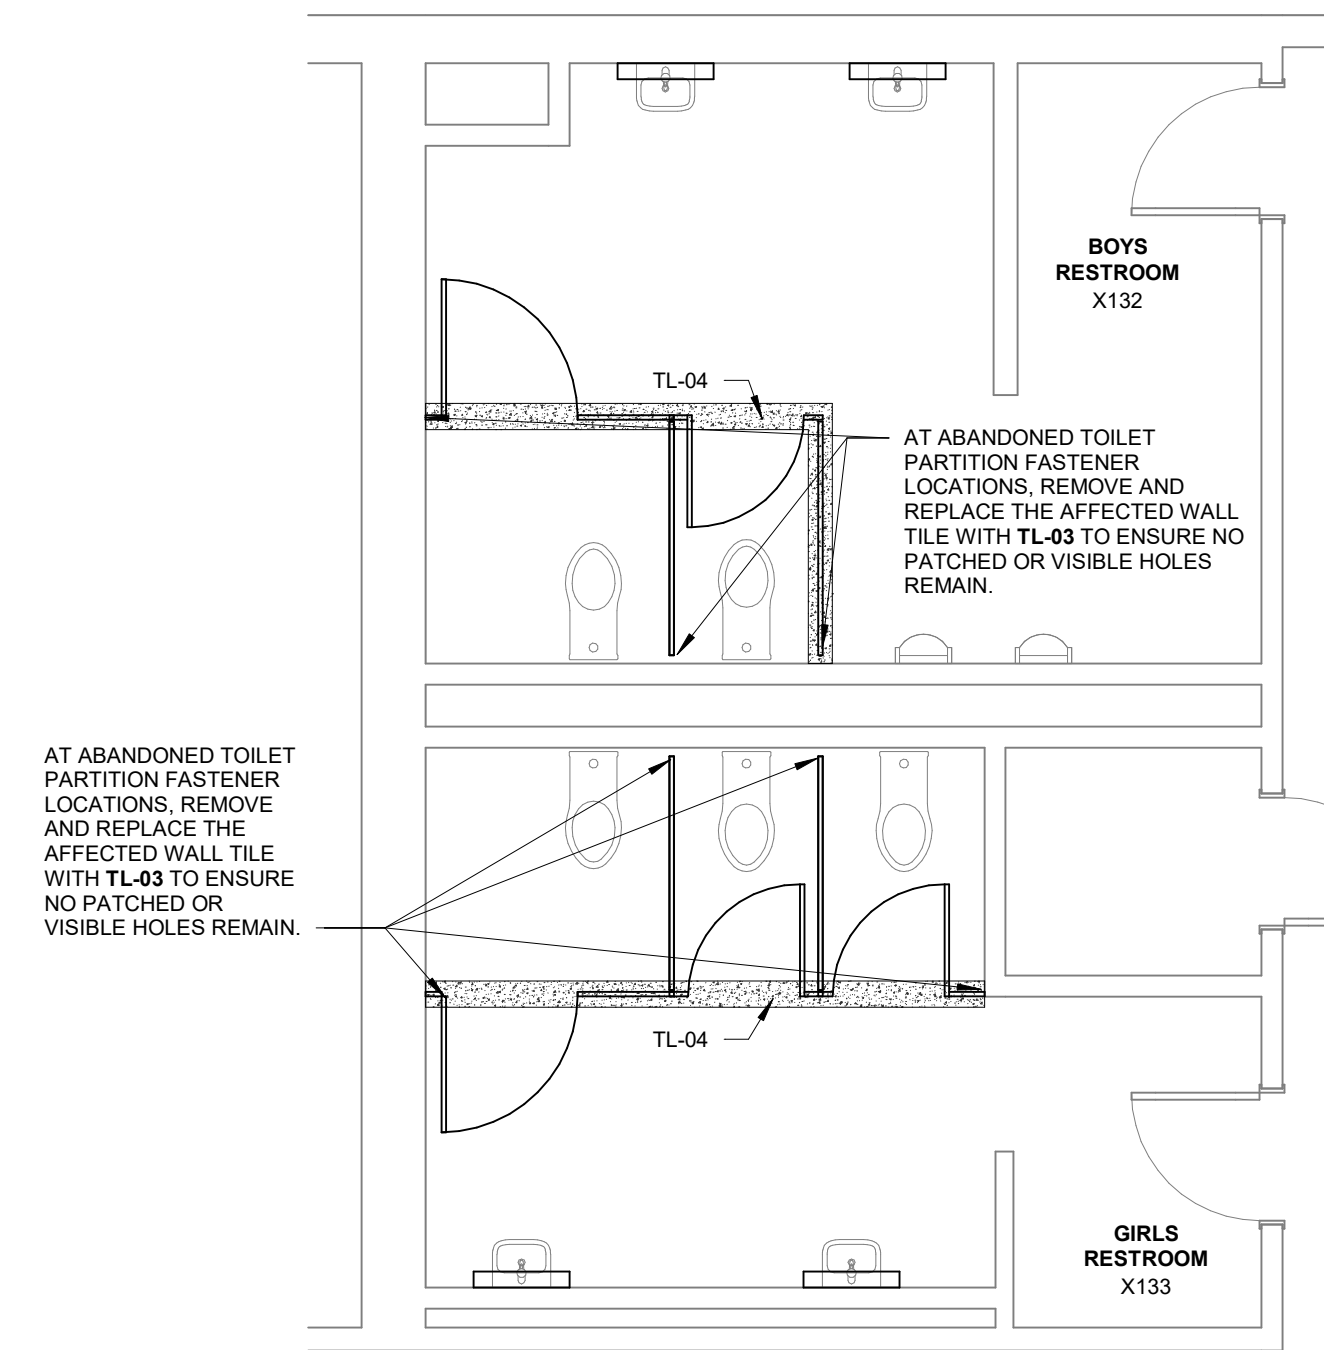 BOYS
RESTROOM
X132
TL-04
AT ABANDONED TOILET
PARTITION FASTENER
LOCATIONS, REMOVE AND
REPLACE THE AFFECTED WALL
TILE WITH TL-03 TO ENSURE NO
PATCHED OR VISIBLE HOLES
REMAIN.
AT ABANDONED TOILET
PARTITION FASTENER
LOCATIONS, REMOVE
AND REPLACE THE
AFFECTED WALL TILE
WITH TL-03 TO ENSURE
NO PATCHED OR
VISIBLE HOLES REMAIN.
TL-04
GIRLS
RESTROOM
X133